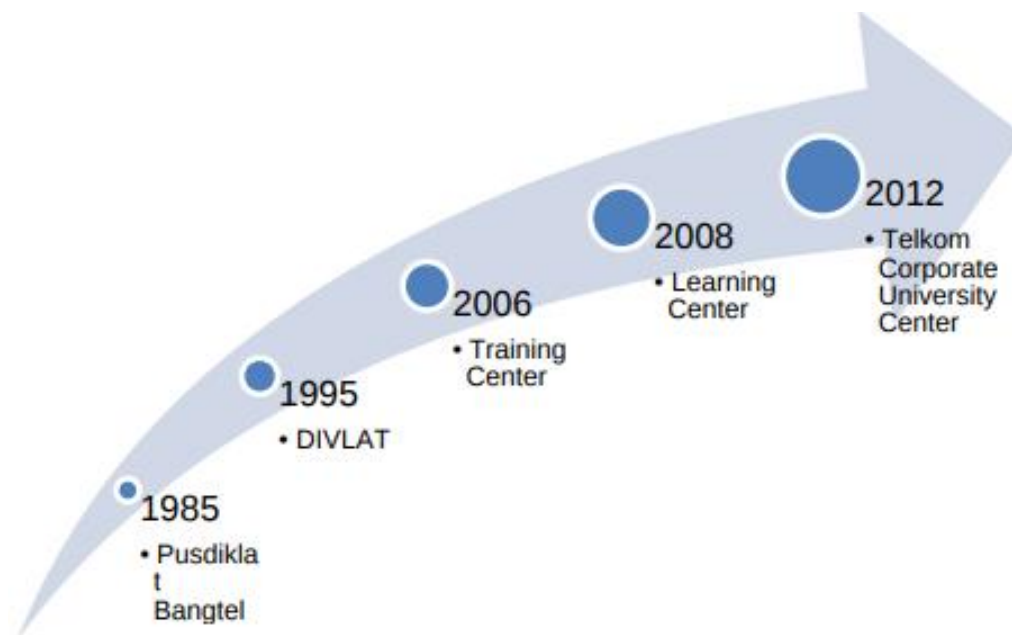 1985
• Pusdikla
t
Bangtel
1995
• DIVLAT
2006
• Training
Center
2008
• Learning
Center
2012
• Telkom
Corporate
University
Center